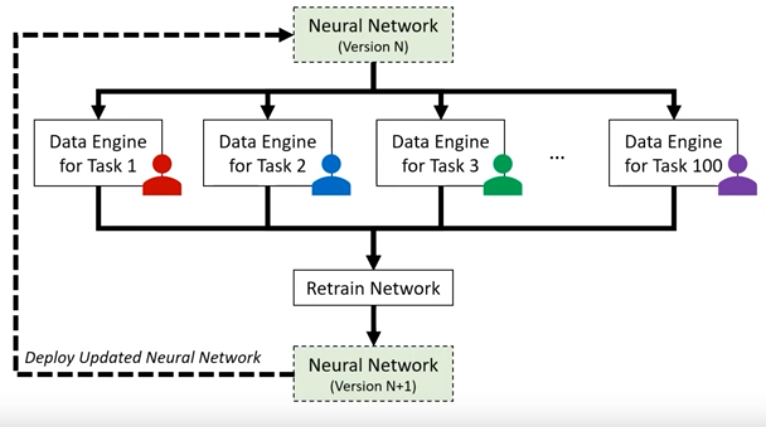 Neural Network
(Version N)
Data Engine
for Task 1
Data Engine
for Task 2
Data Engine
for Task 3
...
Data Engine
for Task 100
Retrain Network
Deploy Updated Neural Network
Neural Network
(Version N+1)